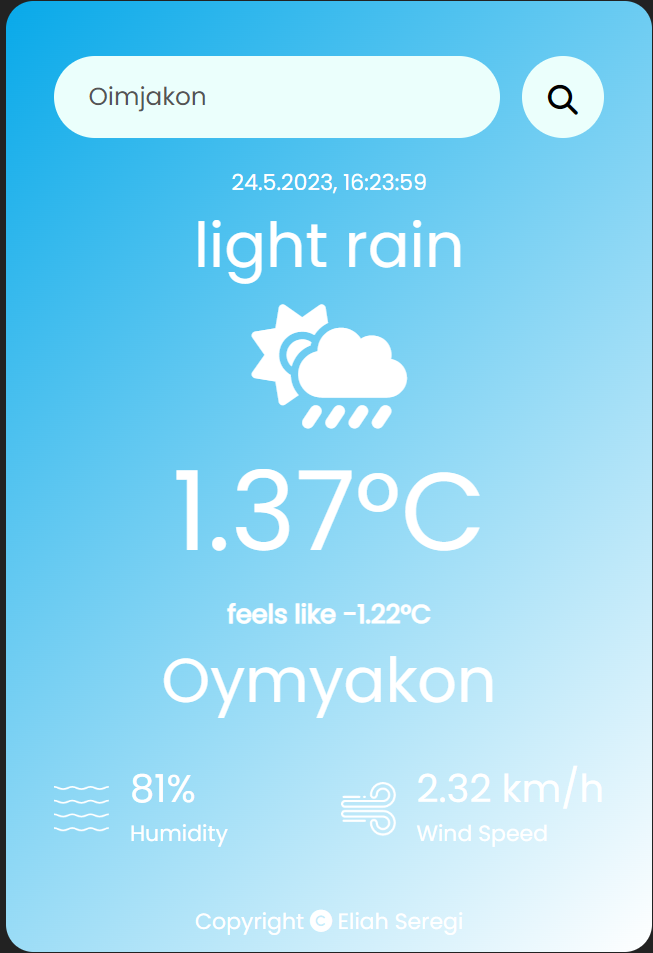 Oimjakon
24.5.2023, 16:23:59
light rain
1.37°C
feels like -1.22°C
Oymyakon
81%
Humidity
2.32 km/h
Wind Speed
Copyright C Eliah Seregi